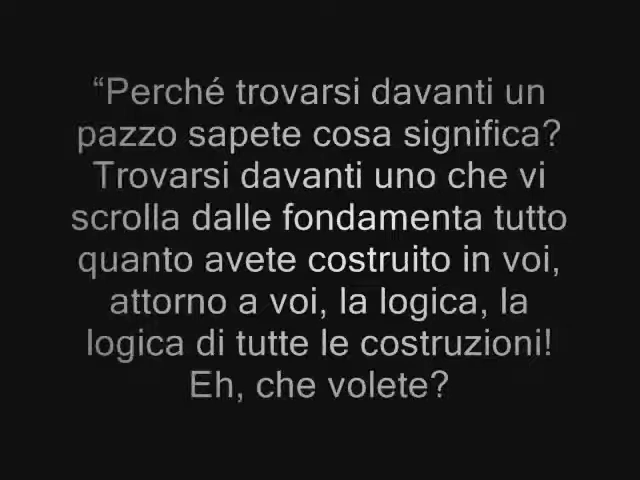 “Perché trovarsi davanti un
pazzo sapete cosa significa?
Trovarsi davanti uno che vi
scrolla dalle fondamenta tutto
quanto avete costruito in voi,
attorno a voi, la logica, la
logica di tutte le costruzioni!
Eh, che volete?